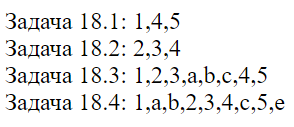 Задача 18.1: 1,4,5
Задача 18.2: 2,3,4
Задача 18.3: 1,2,3,a,b,c,4,5
Задача 18.4: 1,a,b,2,3,4,c,5,e